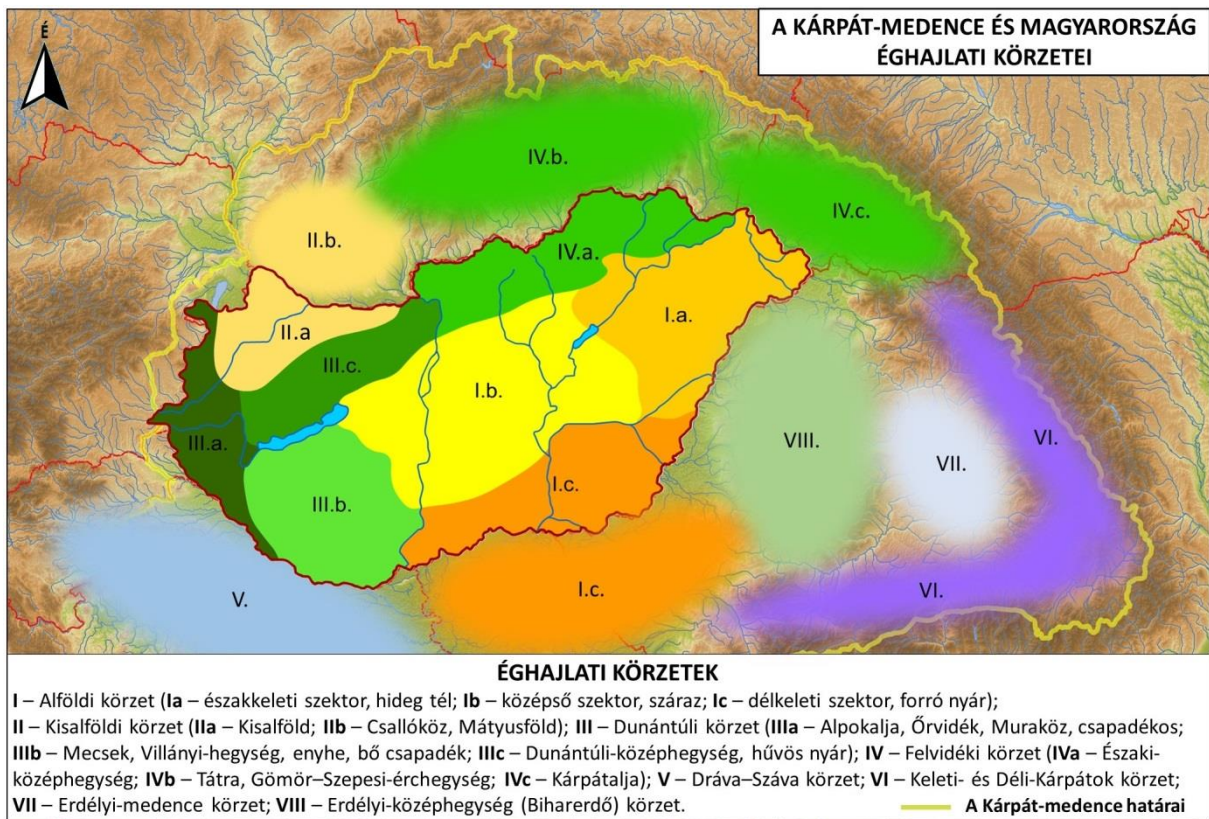 A KÁRPÁT-MEDENCE ÉS MAGYARORSZÁG
ÉGHAJLATI KÖRZETEI
É
IV.b.
IV.c.
II.b.
IV.a.
I.a.
II.a
III.c.
I.b.
III.a.
VIII.
VI.
VII.
III.b.
I.c.
V.
I.c.
VI.
ÉGHAJLATI KÖRZETEK
I – Alföldi körzet (Ia – északkeleti szektor, hideg tél; Ib – középső szektor, száraz; Ic – délkeleti szektor, forró nyár);
II – Kisalföldi körzet (IIa – Kisalföld; IIb – Csallóköz, Mátyusföld); III – Dunántúli körzet (IIIa – Alpokalja, Őrvidék, Muraköz, csapadékos;
IIIb – Mecsek, Villányi-hegység, enyhe, bő csapadék; IIIc – Dunántúli-középhegység, hűvös nyár); IV – Felvidéki körzet (IVa – Északi-
középhegység; IVb – Tátra, Gömör–Szepesi-érchegység; IVc – Kárpátalja); V – Dráva–Száva körzet; VI – Keleti- és Déli-Kárpátok körzet;
VII – Erdélyi-medence körzet; VIII – Erdélyi-középhegység (Biharerdő) körzet.
A Kárpát-medence határai